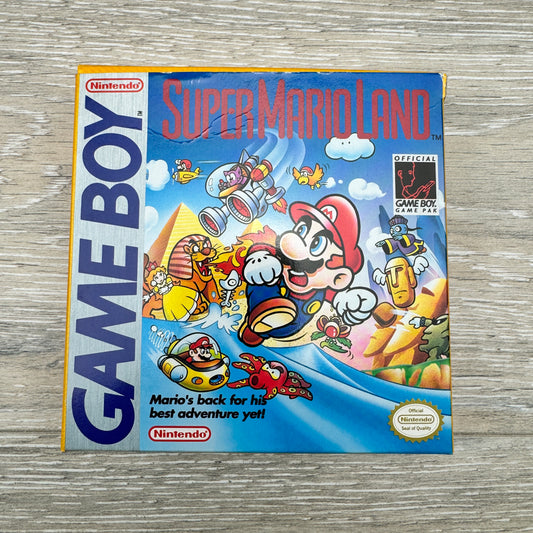 Nintendo
GAME BOY
TM
SUPER MARIO LAND
TM
OFFICIAL
GAME BOY
GAME PAK
Mario's back for his
best adventure yet!
Nintendo
Official
Nintendo
Seal of Quality